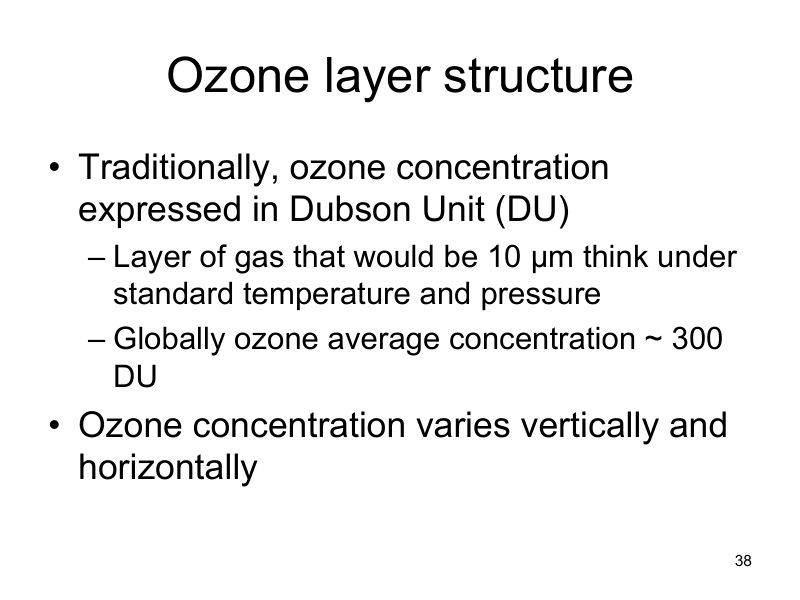 Ozone layer structure
• Traditionally, ozone concentration
expressed in Dubson Unit (DU)
– Layer of gas that would be 10 µm think under
standard temperature and pressure
– Globally ozone average concentration ~ 300
DU
• Ozone concentration varies vertically and
horizontally
38